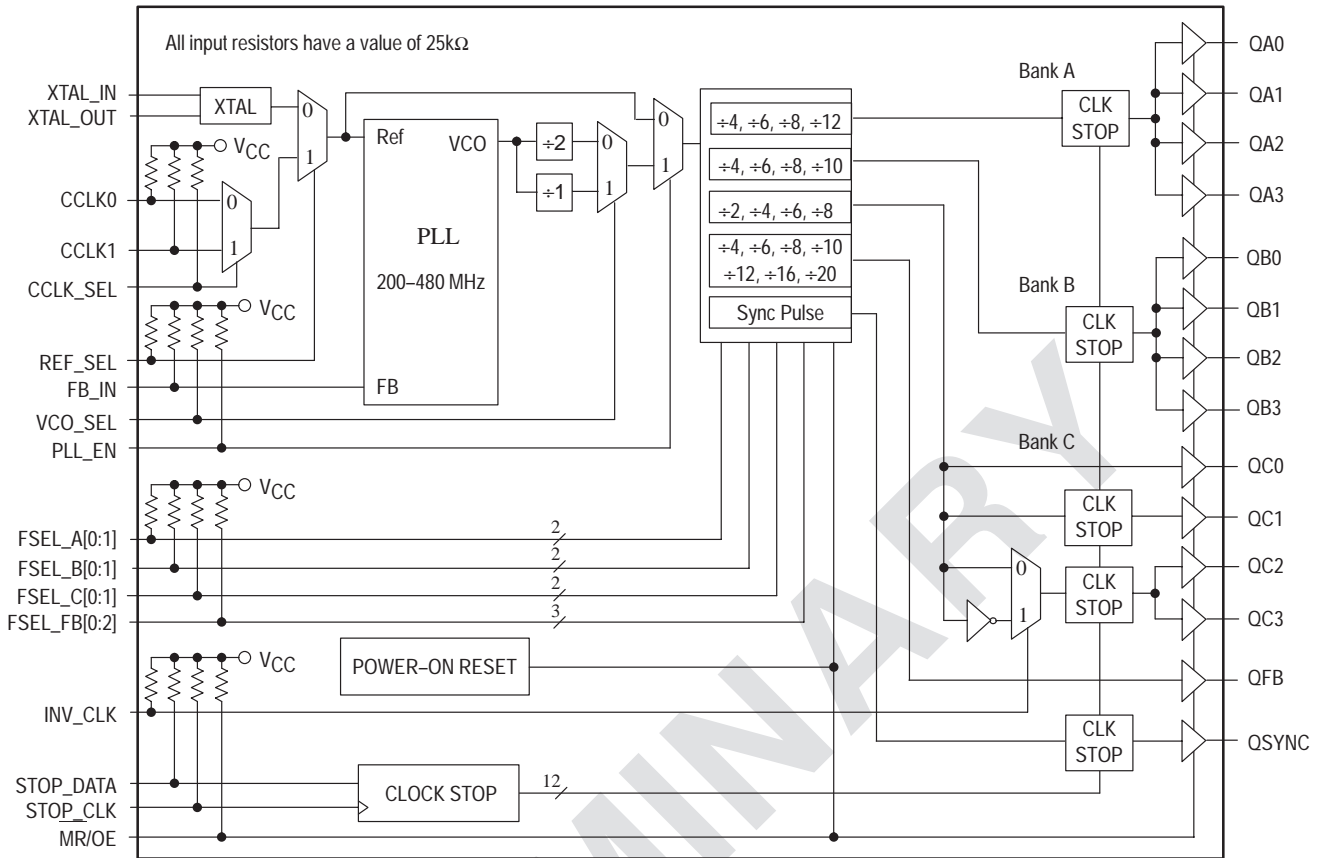 All input resistors have a value of 25kΩ
XTAL_IN
XTAL_OUT
XTAL
0
1
VCC
CCLK0
CCLK1
CCLK_SEL
0
1
VCC
REF_SEL
FB_IN
VCO_SEL
PLL_EN
Ref
VCO
PLL
200–480 MHz
FB
÷2
÷1
0
1
0
1
÷4, ÷6, ÷8, ÷12
÷4, ÷6, ÷8, ÷10
÷2, ÷4, ÷6, ÷8
÷4, ÷6, ÷8, ÷10
÷12, ÷16, ÷20
Sync Pulse
Bank A
CLK
STOP
QA0
QA1
QA2
QA3
Bank B
CLK
STOP
QB0
QB1
QB2
QB3
Bank C
QC0
CLK
STOP
QC1
0
1
CLK
STOP
QC2
QC3
QFB
CLK
STOP
QSYNC
VCC
FSEL_A[0:1]
2
FSEL_B[0:1]
2
FSEL_C[0:1]
2
FSEL_FB[0:2]
3
POWER–ON RESET
VCC
INV_CLK
STOP_DATA
STOP_CLK
MR/OE
CLOCK STOP
12
MINARY